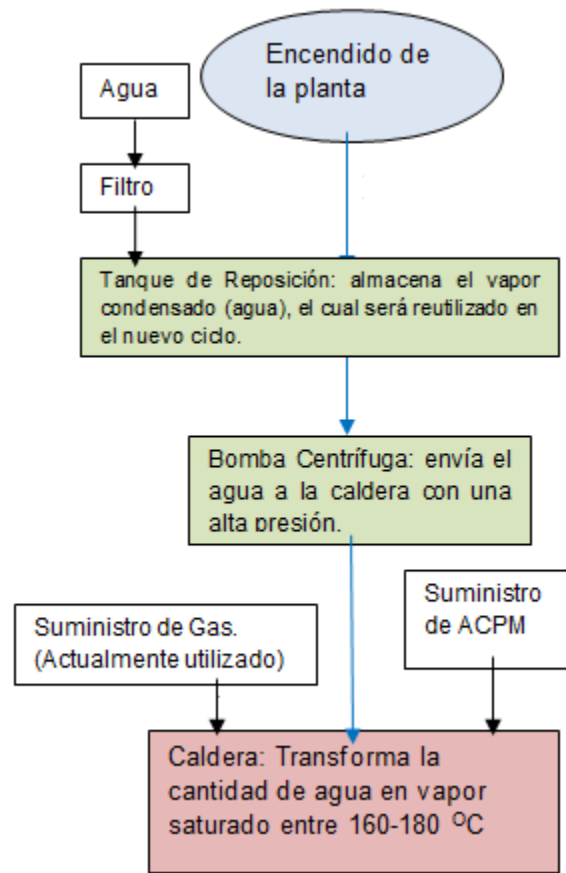 Encendido de
la planta
Agua
Filtro
Tanque de Reposición: almacena el vapor
condensado (agua), el cual será reutilizado en
el nuevo ciclo.
Bomba Centrífuga: envía el
agua a la caldera con una
alta presión.
Suministro
de ACPM
Suministro de Gas.
(Actualmente utilizado)
Caldera: Transforma la
cantidad de agua en vapor
saturado entre 160-180 ºC